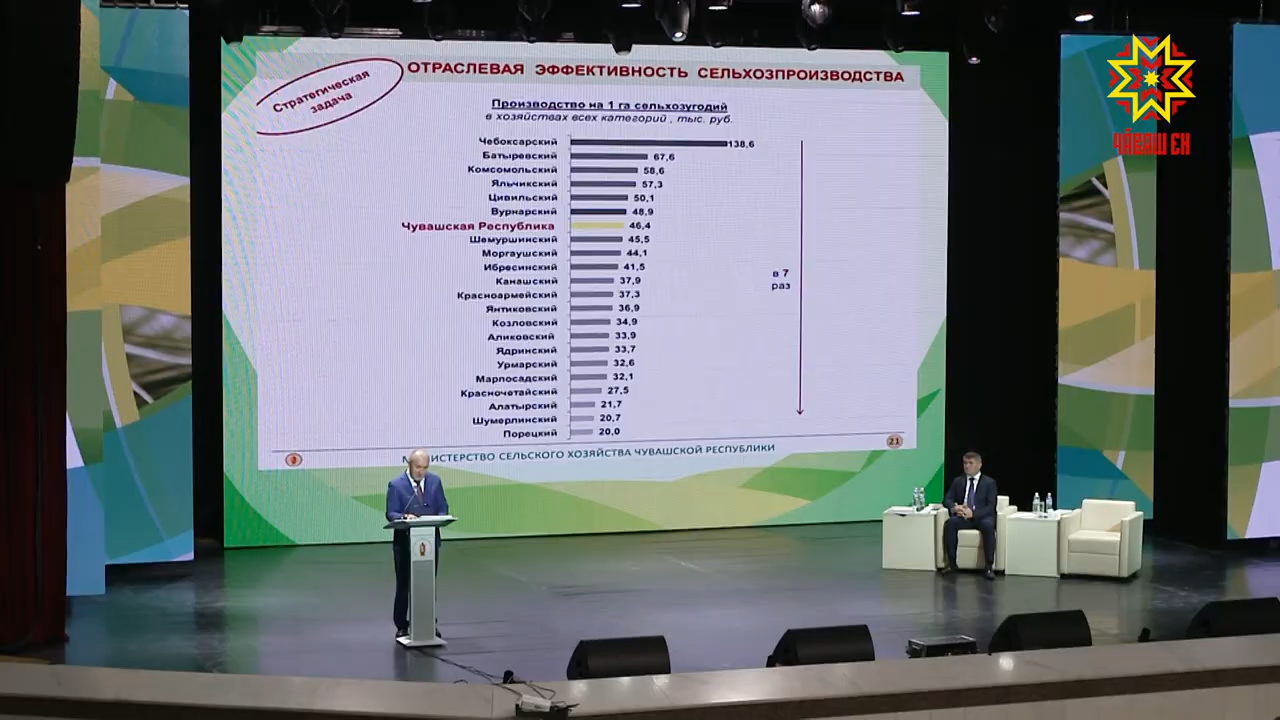 Стратегическая
задача
ОТРАСЛЕВАЯ ЭФФЕКТИВНОСТЬ СЕЛЬХОЗПРОИЗВОДСТВА
Производство на 1 га сельхозугодий
в хозяйствах всех категорий , тыс. руб.
Чебоксарский 138,6
Батыревский 67,6
Комсомольский 58,6
Яльчикский 57,3
Цивильский 50,1
Вурнарский 48,9
Чувашская Республика 46,4
Шемуршинский 45,5
Моргаушский 44,1
Ибресинский 41,5
Канашский 37,9
Красноармейский 37,3
Янтиковский 36,9
Козловский 34,9
Аликовский 33,9
Ядринский 33,7
Урмарский 32,6
Марпосадский 32,1
Красночетайский 27,5
Алатырский 21,7
Шумерлинский 20,7
Порецкий 20,0
в 7
раз
МИНИСТЕРСТВО СЕЛЬСКОГО ХОЗЯЙСТВА ЧУВАШСКОЙ РЕСПУБЛИКИ
21
ЧӐВАШ ЕН